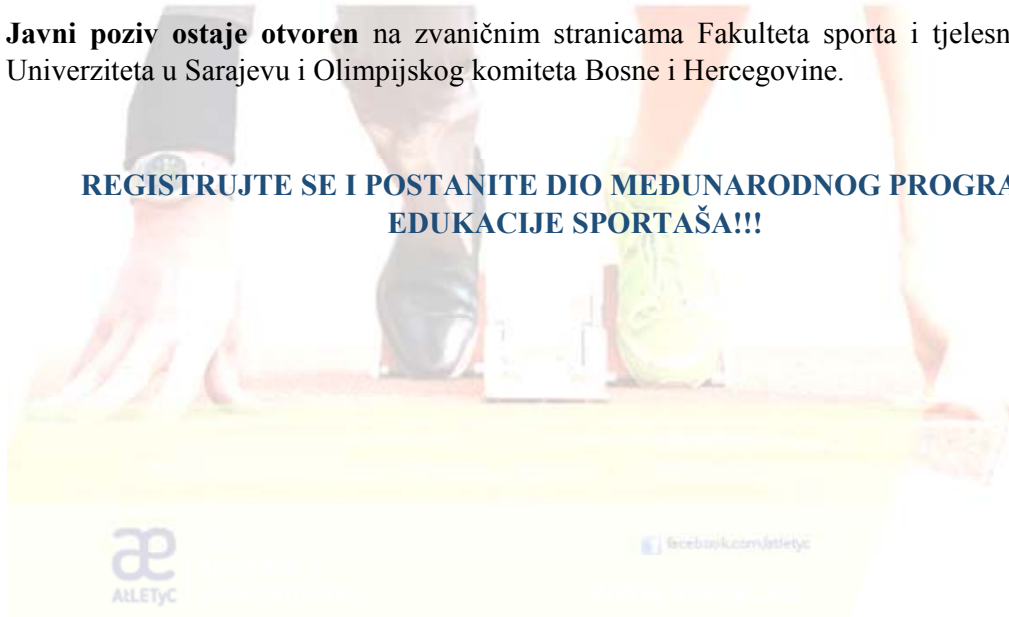 Javni poziv ostaje otvoren na zvaničnim stranicama Fakulteta sporta i tjelesn
Univerziteta u Sarajevu i Olimpijskog komiteta Bosne i Hercegovine.
REGISTRUJTE SE I POSTANITE DIO MEĐUNARODNOG PROGRA
EDUKACIJE SPORTAŠA!!!
facebook.com/atletyc
æ
AtLETyC